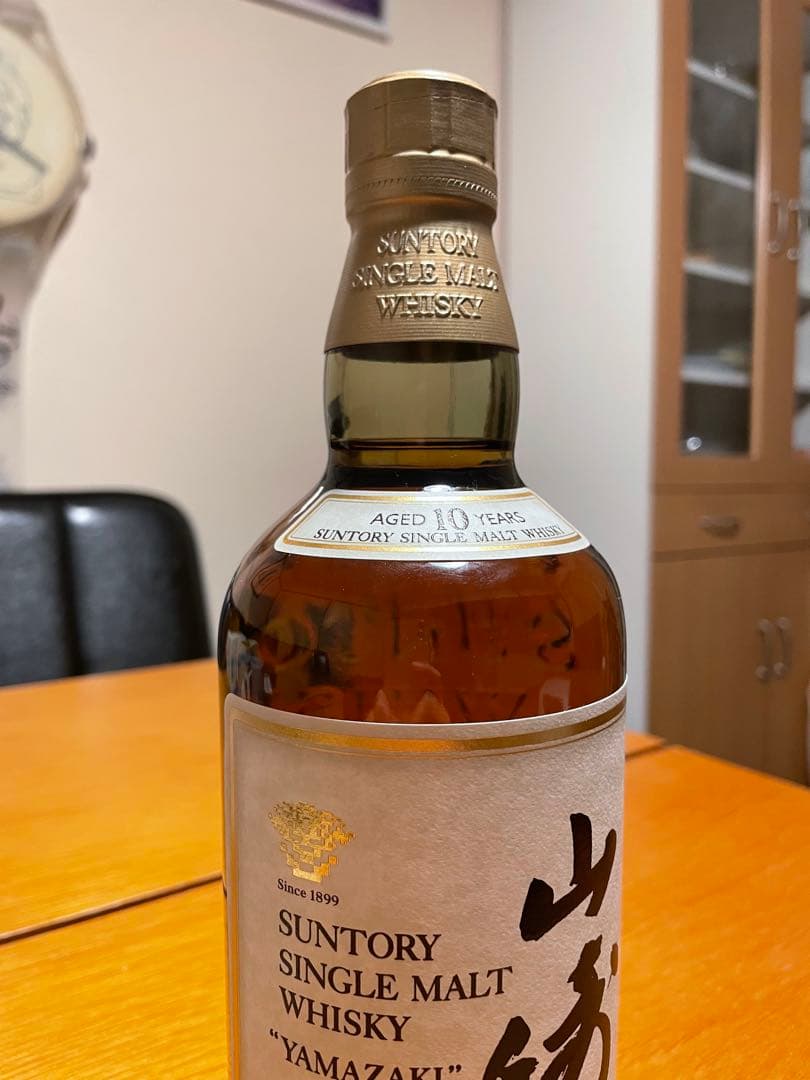 SUNTORY
SINGLE MALT
WHISKY
AGED 10 YEARS
SUNTORY SINGLE MALT WHISKY
Since 1899
SUNTORY
SINGLE MALT
WHISKY
“YAMAZAKI”
山崎